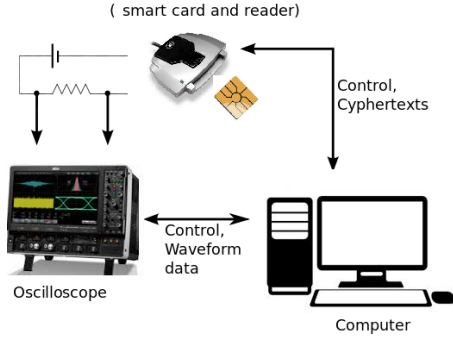 ( smart card and reader)
Control,
Cyphertexts
Control,
Waveform
data
Oscilloscope
Computer